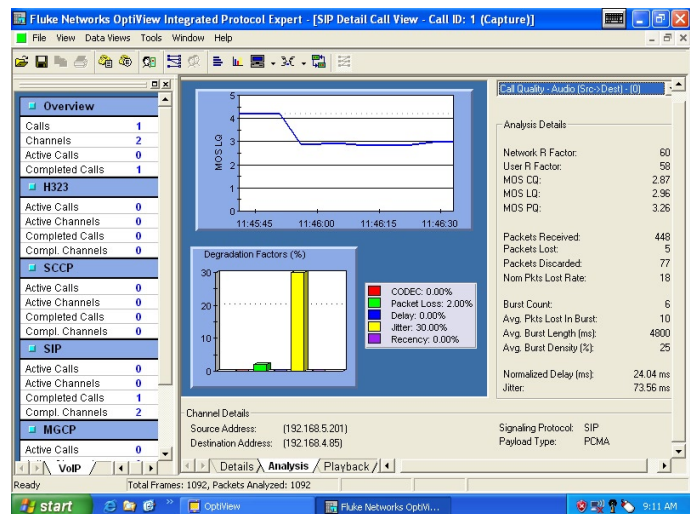 Fluke Networks OptiView Integrated Protocol Expert - [SIP Detail Call View - Call ID: 1 (Capture)]
File View Data Views Tools Window Help
Overview
Calls 1
Channels 2
Active Calls 0
Completed Calls 1
H323
Active Calls 0
Active Channels 0
Completed Calls 0
Compl. Channels 0
SCCP
Active Calls 0
Active Channels 0
Completed Calls 0
Compl. Channels 0
SIP
Active Calls 0
Active Channels 0
Completed Calls 1
Compl. Channels 2
MGCP
Active Calls 0
VoIP
MOS LQ
5
4
3
2
1
0
11:45:45 11:46:00 11:46:15 11:46:30
Degradation Factors (%)
30
20
10
0
CODEC: 0.00%
Packet Loss: 2.00%
Delay: 0.00%
Jitter: 30.00%
Recency: 0.00%
Call Quality - Audio (Src->Dest) - (0)
Analysis Details
Network R Factor: 60
User R Factor: 58
MOS CQ: 2.87
MOS LQ: 2.96
MOS PQ: 3.26
Packets Received: 448
Packets Lost: 5
Packets Discarded: 77
Nom Pkts Lost Rate: 18
Burst Count: 6
Avg. Pkts Lost In Burst: 10
Avg. Burst Length (ms): 4800
Avg. Burst Density (%): 25
Normalized Delay (ms): 24.04 ms
Jitter: 73.56 ms
Channel Details
Source Address: (192.168.5.201)
Destination Address: (192.168.4.85)
Signaling Protocol: SIP
Payload Type: PCMA
Details Analysis Playback
Ready Total Frames: 1092, Packets Analyzed: 1092
start OptiView Fluke Networks OptiVi... 9:11 AM